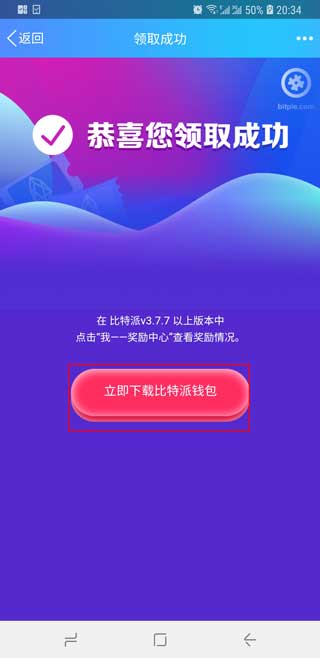 50% 20:34
返回 领取成功
bitpie.com
恭喜您领取成功
在 比特派v3.7.7 以上版本中
点击“我——奖励中心”查看奖励情况。
立即下载比特派钱包